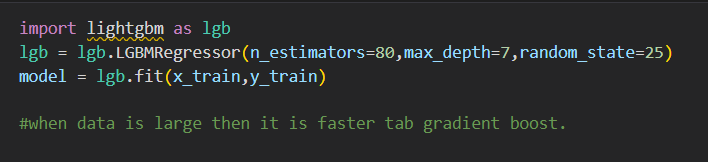 import lightgbm as lgb
lgb = lgb.LGBMRegressor(n_estimators=80,max_depth=7,random_state=25)
model = lgb.fit(x_train,y_train)
#when data is large then it is faster tab gradient boost.